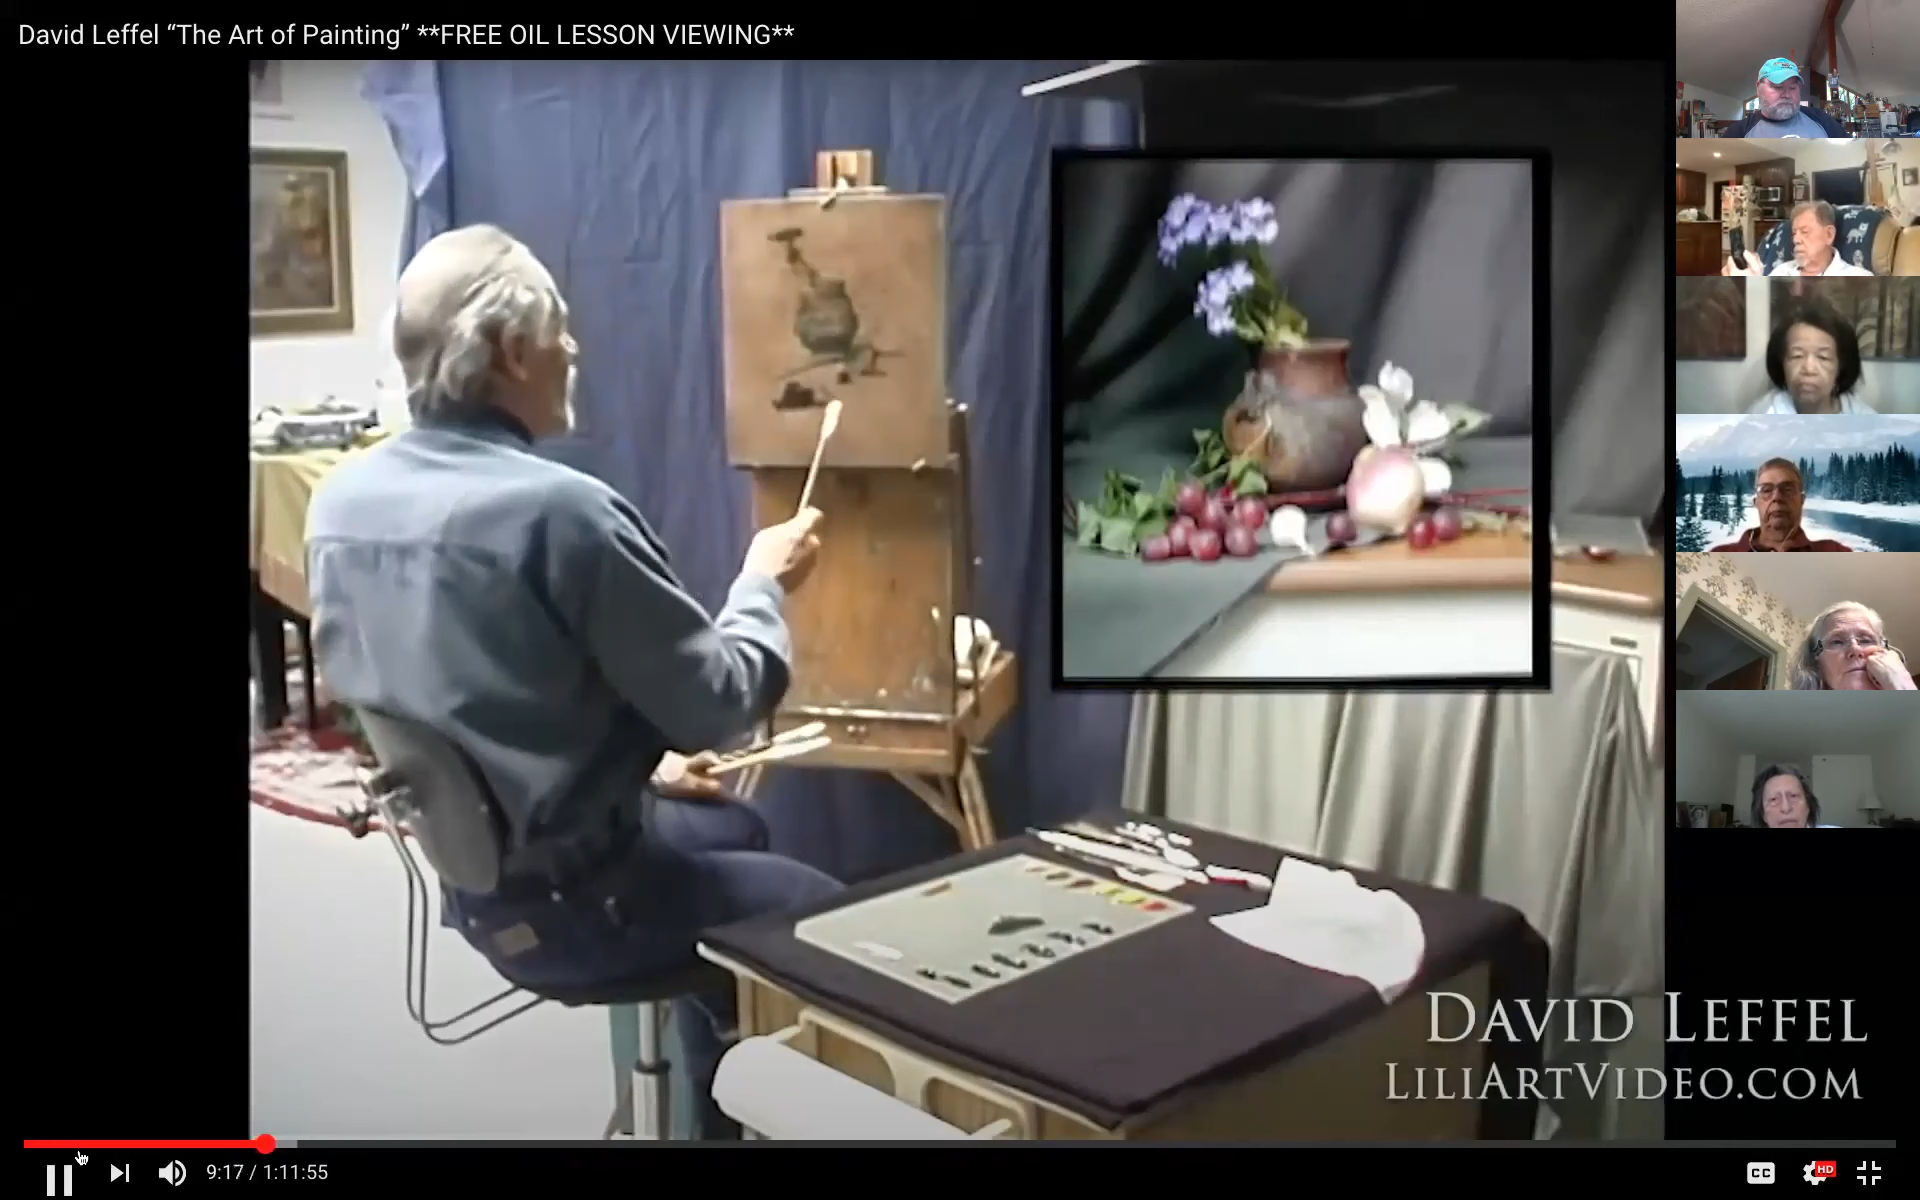 David Leffel “The Art of Painting” **FREE OIL LESSON VIEWING**
DAVID LEFFEL
LILIARTVIDEO.COM
9:17 / 1:11:55
CC
HD